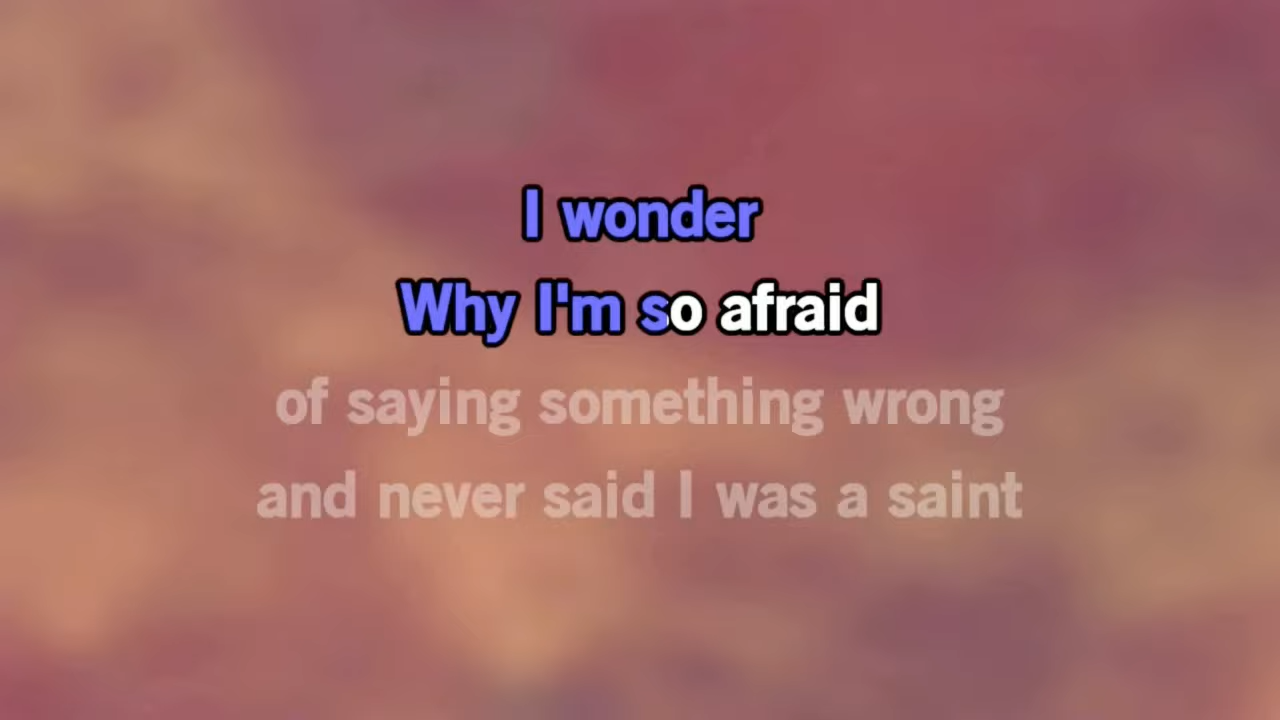 I wonder
Why I'm so afraid
of saying something wrong
and never said I was a saint